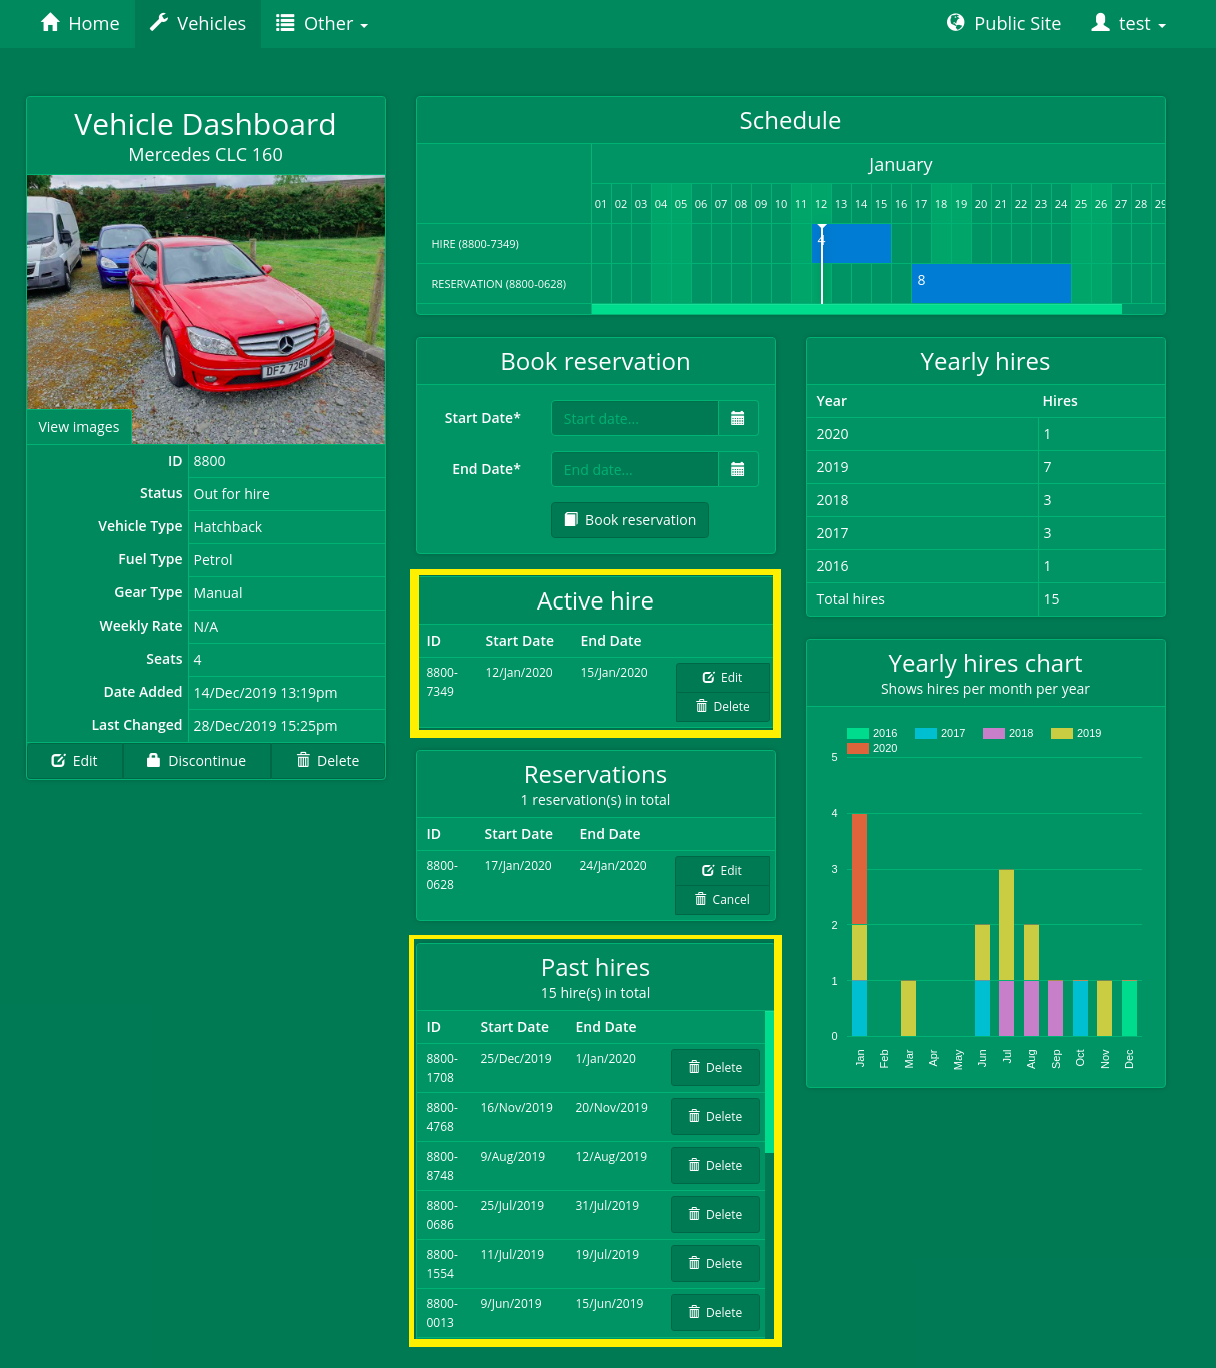 Home Vehicles Other Public Site test
Vehicle Dashboard
Mercedes CLC 160
DFZ 7280
View images
ID 8800
Status Out for hire
Vehicle Type Hatchback
Fuel Type Petrol
Gear Type Manual
Weekly Rate N/A
Seats 4
Date Added 14/Dec/2019 13:19pm
Last Changed 28/Dec/2019 15:25pm
Edit Discontinue Delete
Schedule
January
01 02 03 04 05 06 07 08 09 10 11 12 13 14 15 16 17 18 19 20 21 22 23 24 25 26 27 28 29
HIRE (8800-7349) 4
RESERVATION (8800-0628) 8
Book reservation
Start Date* Start date...
End Date* End date...
Book reservation
Active hire
ID Start Date End Date
8800- 12/Jan/2020 15/Jan/2020 Edit
7349 Delete
Reservations
1 reservation(s) in total
ID Start Date End Date
8800- 17/Jan/2020 24/Jan/2020 Edit
0628 Cancel
Past hires
15 hire(s) in total
ID Start Date End Date
8800- 25/Dec/2019 1/Jan/2020 Delete
1708
8800- 16/Nov/2019 20/Nov/2019 Delete
4768
8800- 9/Aug/2019 12/Aug/2019 Delete
8748
8800- 25/Jul/2019 31/Jul/2019 Delete
0686
8800- 11/Jul/2019 19/Jul/2019 Delete
1554
8800- 9/Jun/2019 15/Jun/2019 Delete
0013
Yearly hires
Year Hires
2020 1
2019 7
2018 3
2017 3
2016 1
Total hires 15
Yearly hires chart
Shows hires per month per year
2016 2017 2018 2019
2020
5
4
3
2
1
0
Jan Feb Mar Apr May Jun Jul Aug Sep Oct Nov Dec